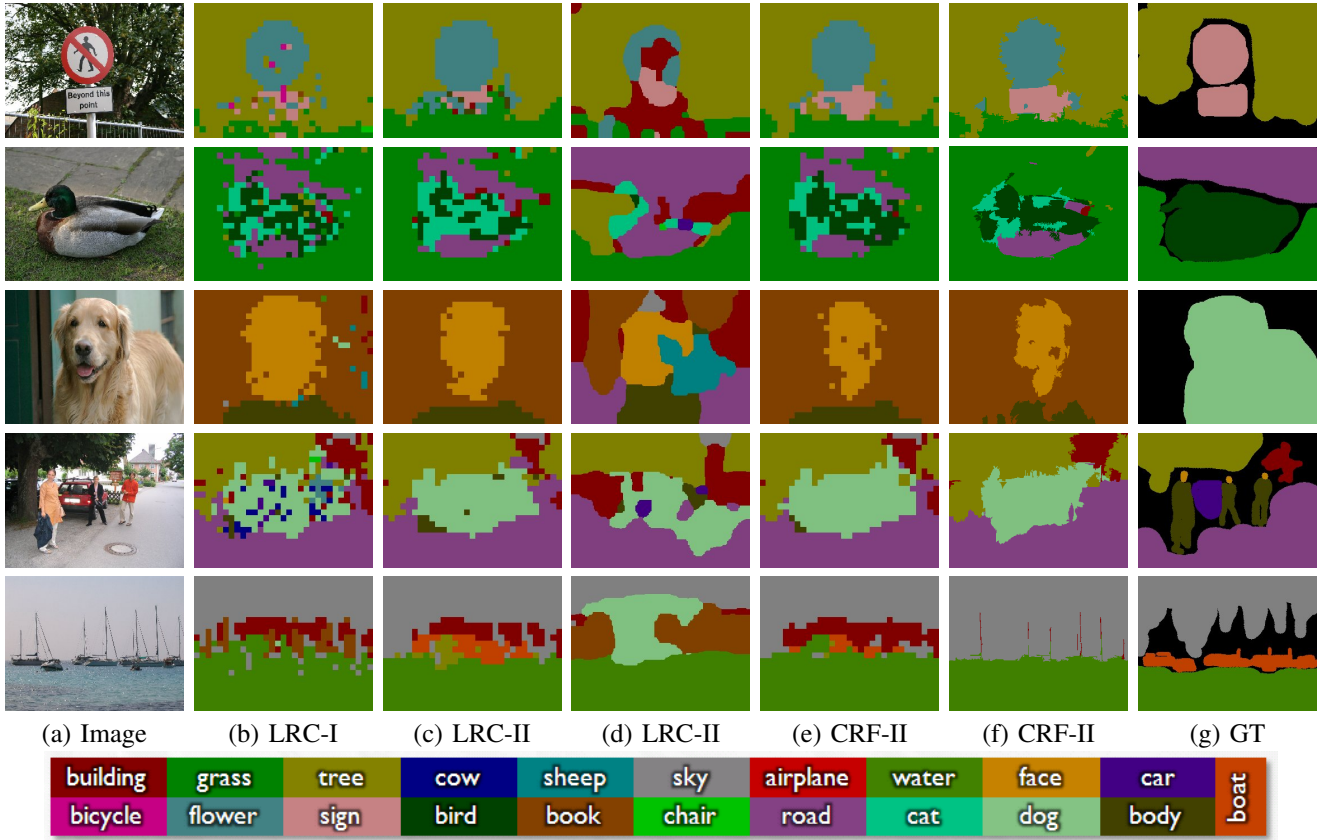 Beyond this
point
(a) Image (b) LRC-I (c) LRC-II (d) LRC-II (e) CRF-II (f) CRF-II (g) GT
building grass tree cow sheep sky airplane water face car boat
bicycle flower sign bird book chair road cat dog body